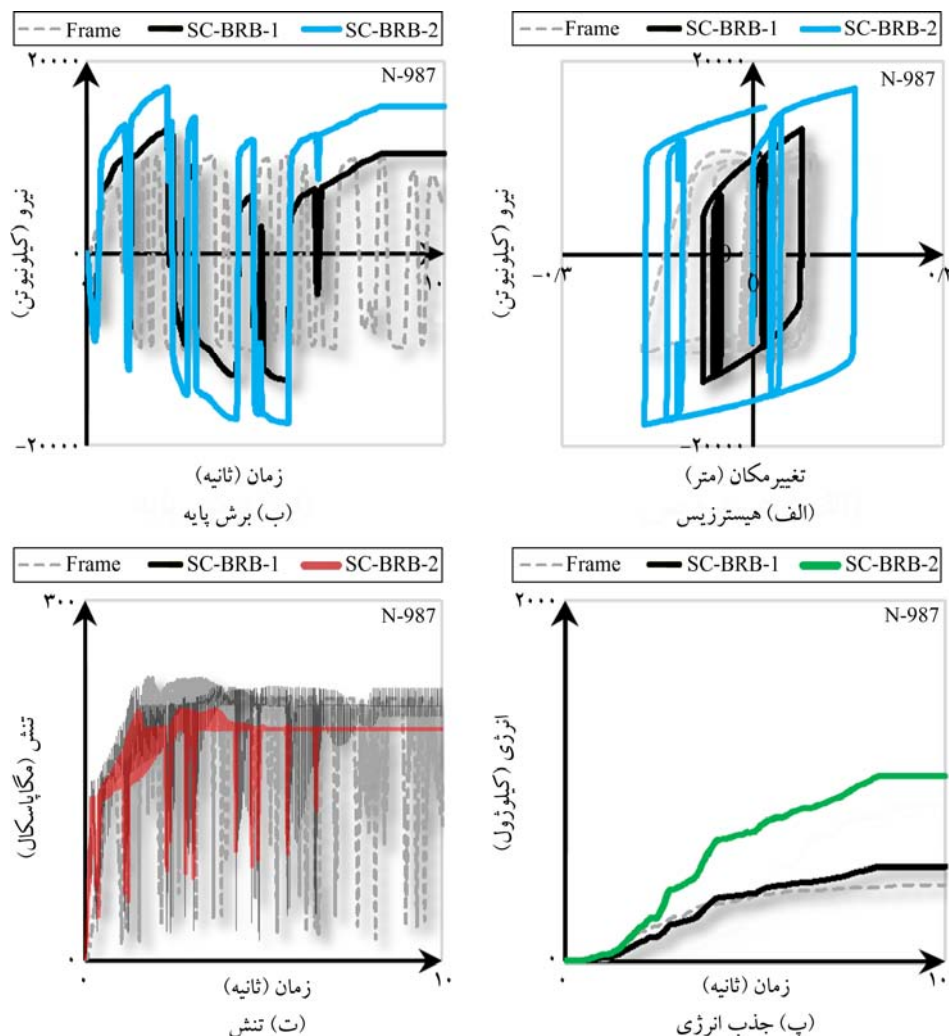 Frame SC-BRB-1 SC-BRB-2
N-987
۲۰۰۰۰
نیرو (کیلونیوتن)
-۰/۳
-۲۰۰۰۰
تغییرمکان (متر)
(الف) هیسترزیس
Frame SC-BRB-1 SC-BRB-2
N-987
۲۰۰۰۰
نیرو (کیلونیوتن)
۰
۱۰
-۲۰۰۰۰
زمان (ثانیه)
(ب) برش پایه
Frame SC-BRB-1 SC-BRB-2
N-987
۲۰۰۰
انرژی (کیلوژول)
۰
۰ ۱۰
زمان (ثانیه)
(پ) جذب انرژی
Frame SC-BRB-1 SC-BRB-2
N-987
۳۰۰
تنش (مگاپاسکال)
۰
۰ ۱۰
زمان (ثانیه)
(ت) تنش